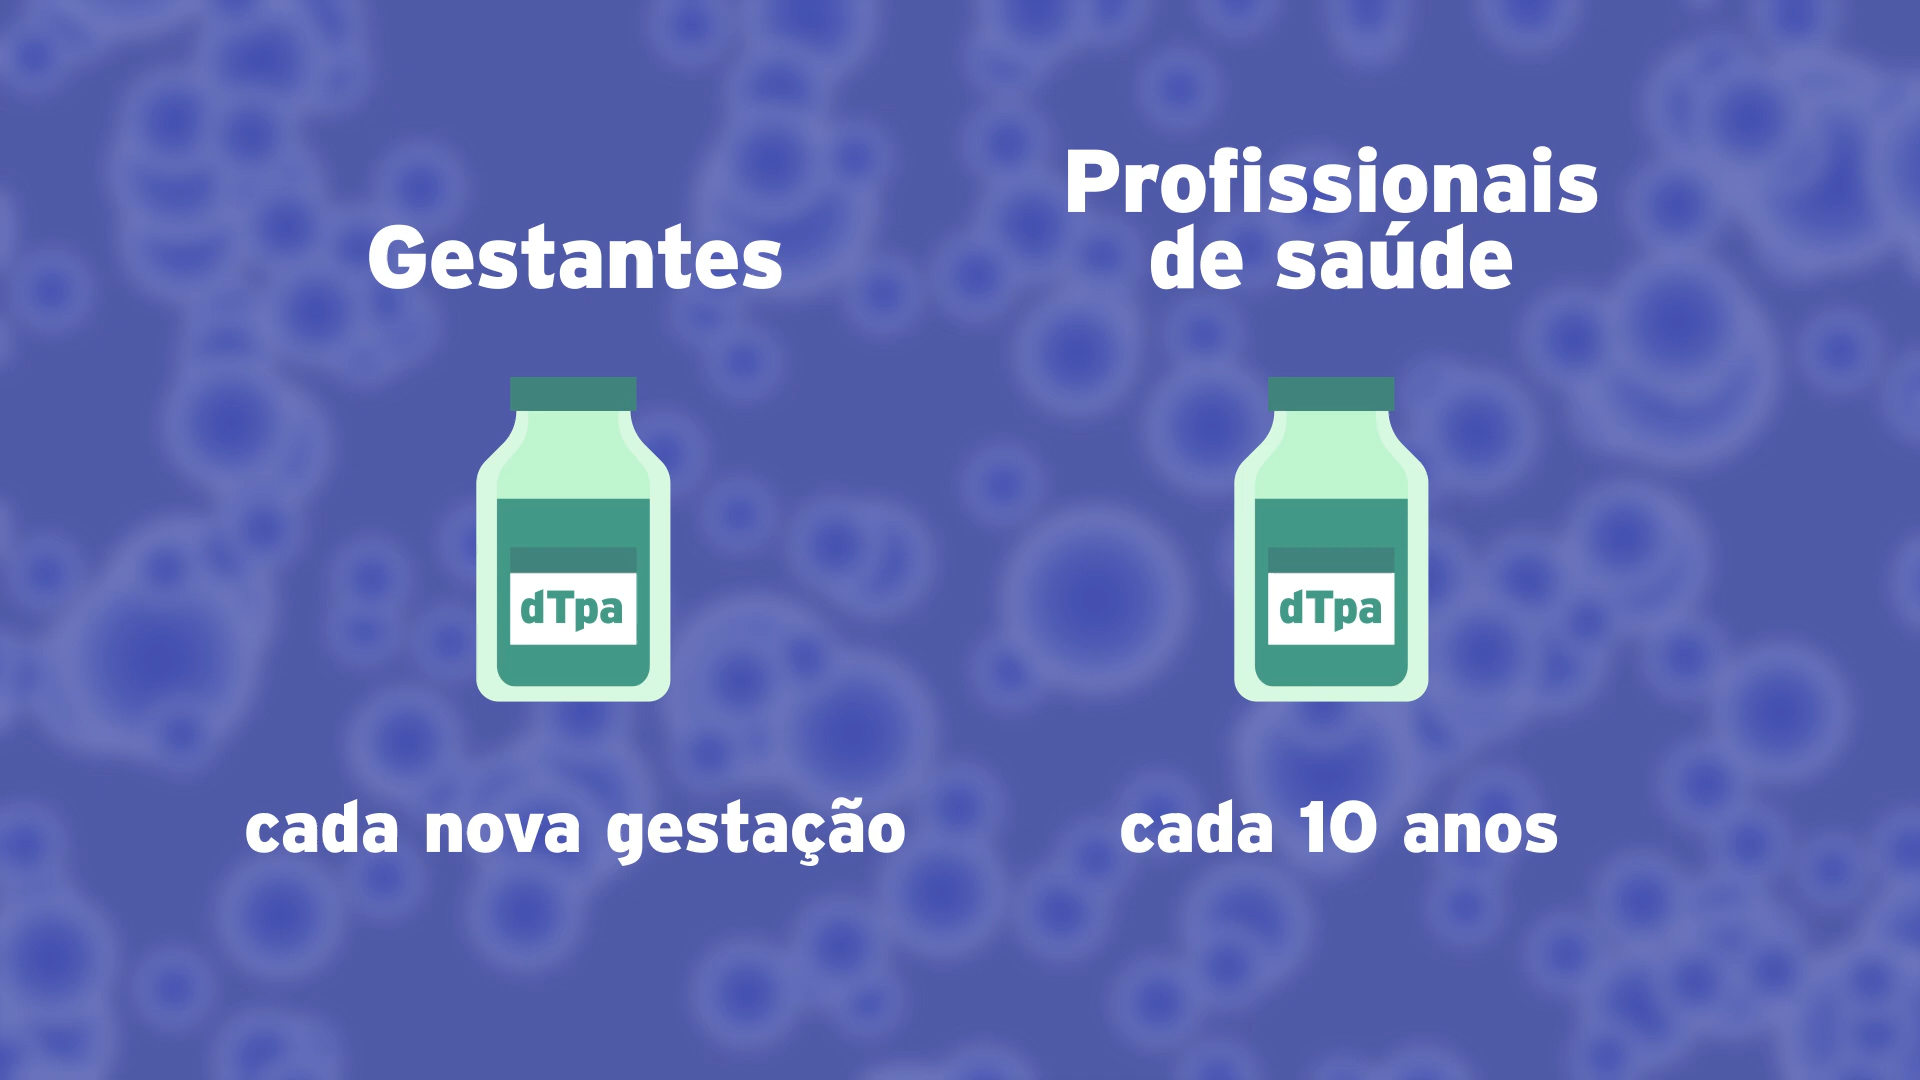 Gestantes
dTpa
cada nova gestação
Profissionais
de saúde
dTpa
cada 10 anos